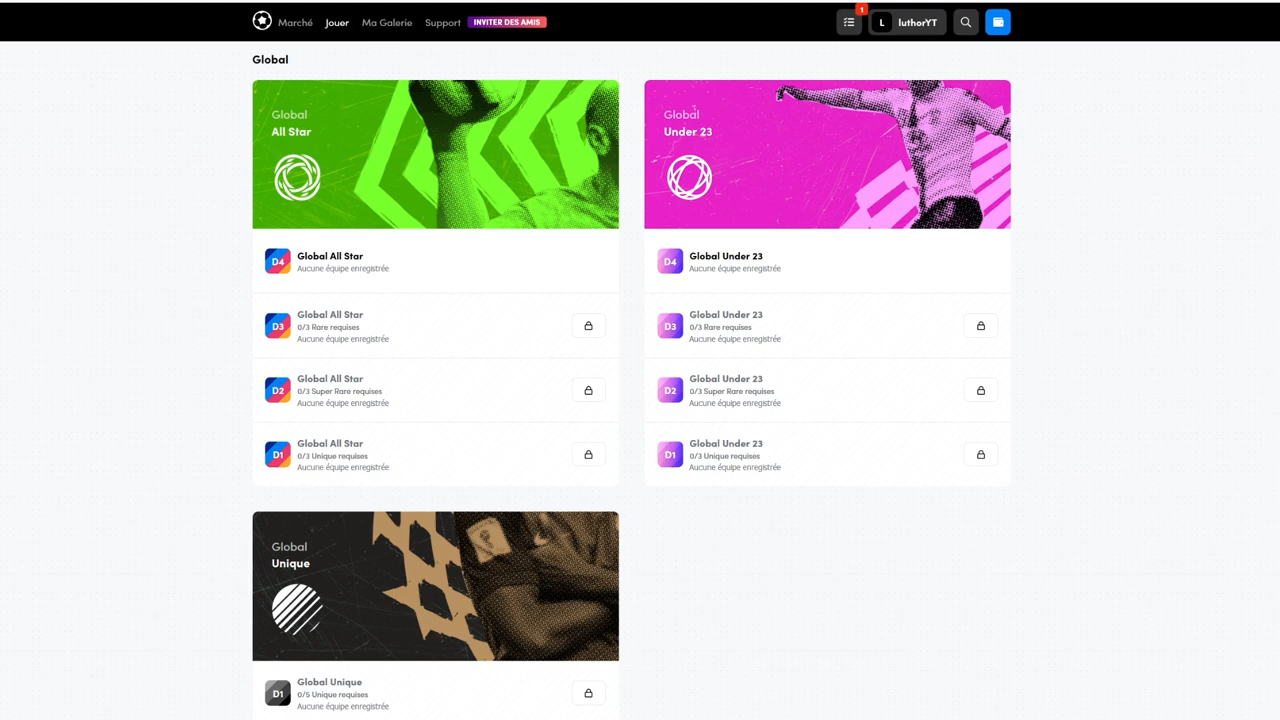 Marché Jouer Ma Galerie Support INVITER DES AMIS 1 L luthorYT
Global
Global
All Star
D4 Global All Star
Aucune équipe enregistrée
D3 Global All Star
0/3 Rare requises
Aucune équipe enregistrée
D2 Global All Star
0/3 Super Rare requises
Aucune équipe enregistrée
D1 Global All Star
0/3 Unique requises
Aucune équipe enregistrée
Global
Under 23
D4 Global Under 23
Aucune équipe enregistrée
D3 Global Under 23
0/3 Rare requises
Aucune équipe enregistrée
D2 Global Under 23
0/3 Super Rare requises
Aucune équipe enregistrée
D1 Global Under 23
0/3 Unique requises
Aucune équipe enregistrée
Global
Unique
D1 Global Unique
0/5 Unique requises
Aucune équipe enregistrée